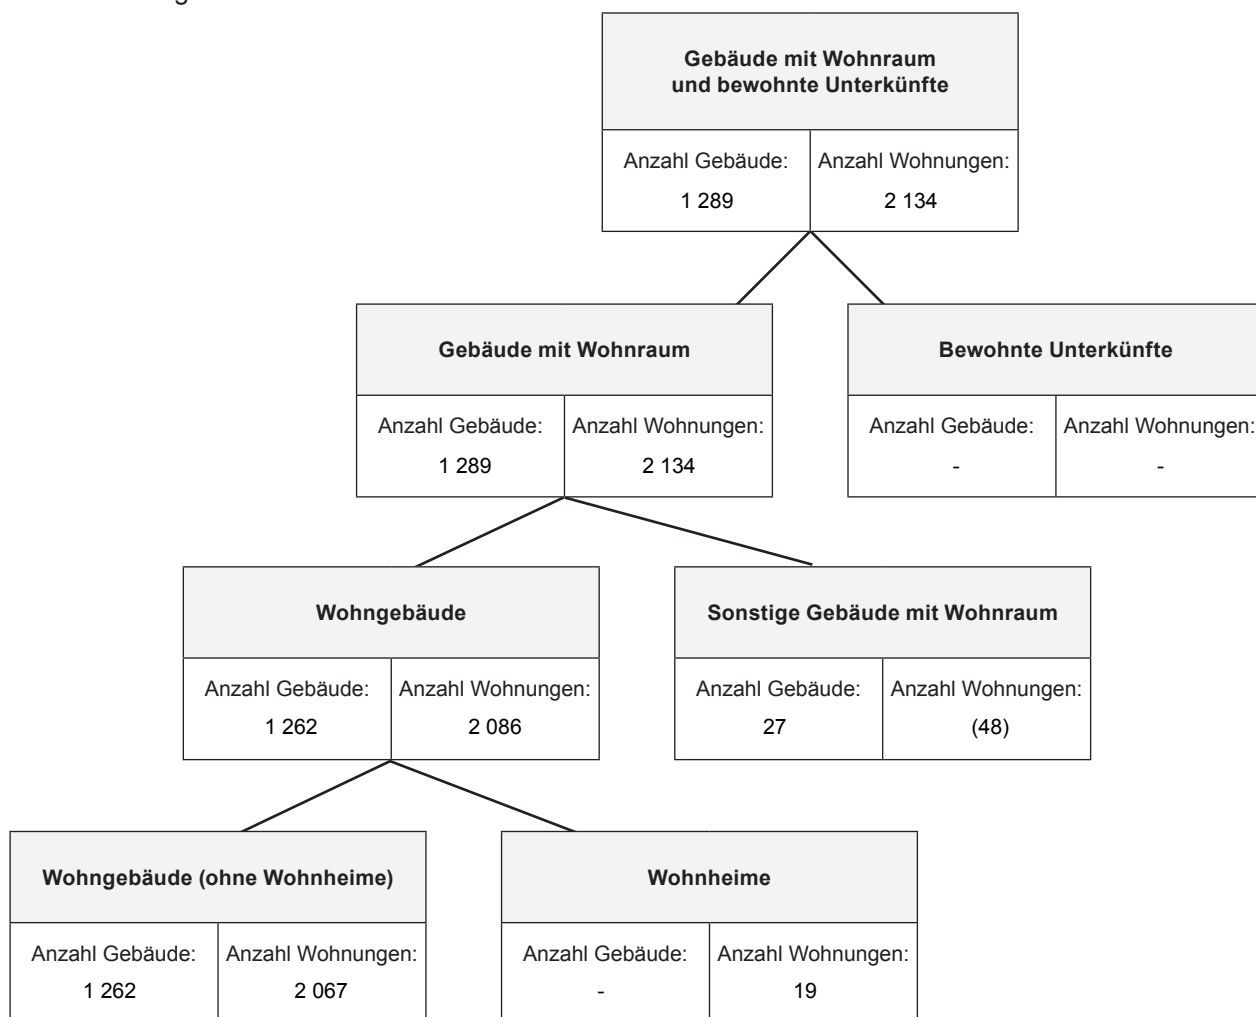 Gebäude mit Wohnraum
und bewohnte Unterkünfte
Anzahl Gebäude:
1 289
Anzahl Wohnungen:
2 134
Gebäude mit Wohnraum
Anzahl Gebäude:
1 289
Anzahl Wohnungen:
2 134
Bewohnte Unterkünfte
Anzahl Gebäude:
-
Anzahl Wohnungen:
-
Wohngebäude
Anzahl Gebäude:
1 262
Anzahl Wohnungen:
2 086
Sonstige Gebäude mit Wohnraum
Anzahl Gebäude:
27
Anzahl Wohnungen:
(48)
Wohngebäude (ohne Wohnheime)
Anzahl Gebäude:
1 262
Anzahl Wohnungen:
2 067
Wohnheime
Anzahl Gebäude:
-
Anzahl Wohnungen:
19